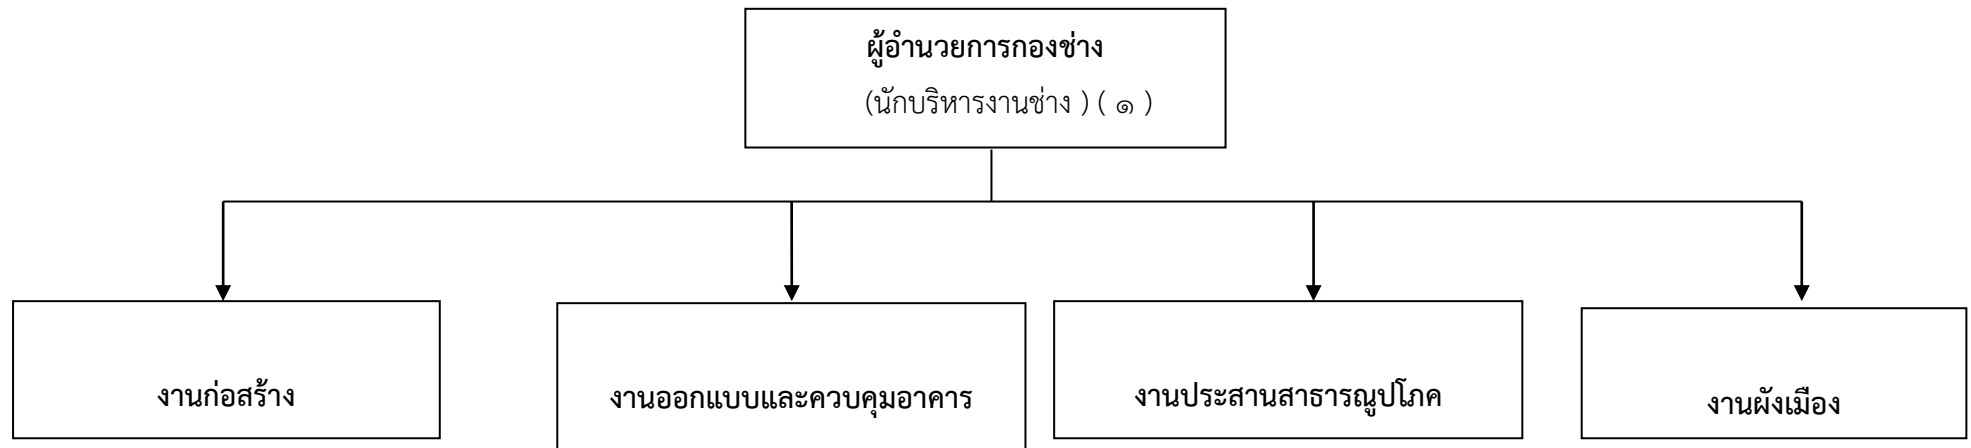 ผู้อำนวยการกองช่าง
(นักบริหารงานช่าง ) ( ๑ )
งานก่อสร้าง
งานออกแบบและควบคุมอาคาร
งานประสานสาธารณูปโภค
งานผังเมือง